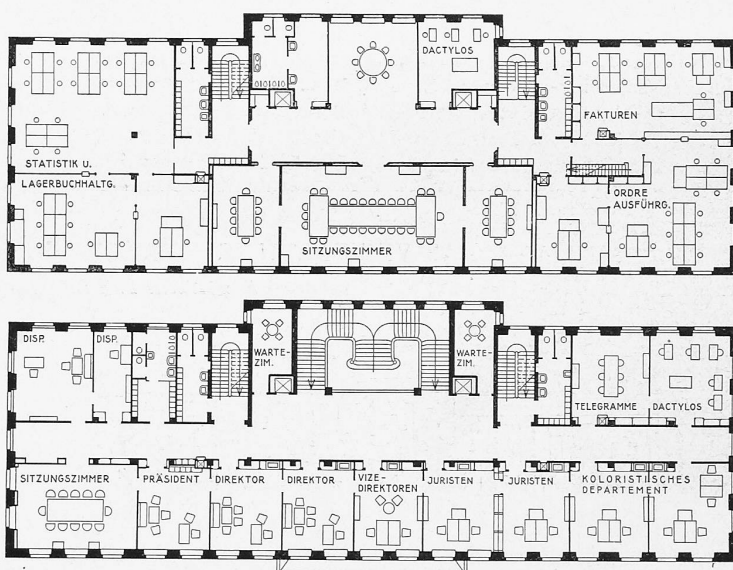 DACTYLOS
0101010
FAKTUREN
STATISTIK U.
LAGERBUCHHALTG.
ORDRE
AUSFÜHRG.
SITZUNGSZIMMER
DISP.
DISP.
WARTE-
ZIM.
WARTE-
ZIM.
TELEGRAMME
DACTYLOS
SITZUNGSZIMMER
PRÄSIDENT
DIREKTOR
DIREKTOR
VIZE-
DIREKTOREN
JURISTEN
JURISTEN
KOLORISTISCHES
DEPARTEMENT